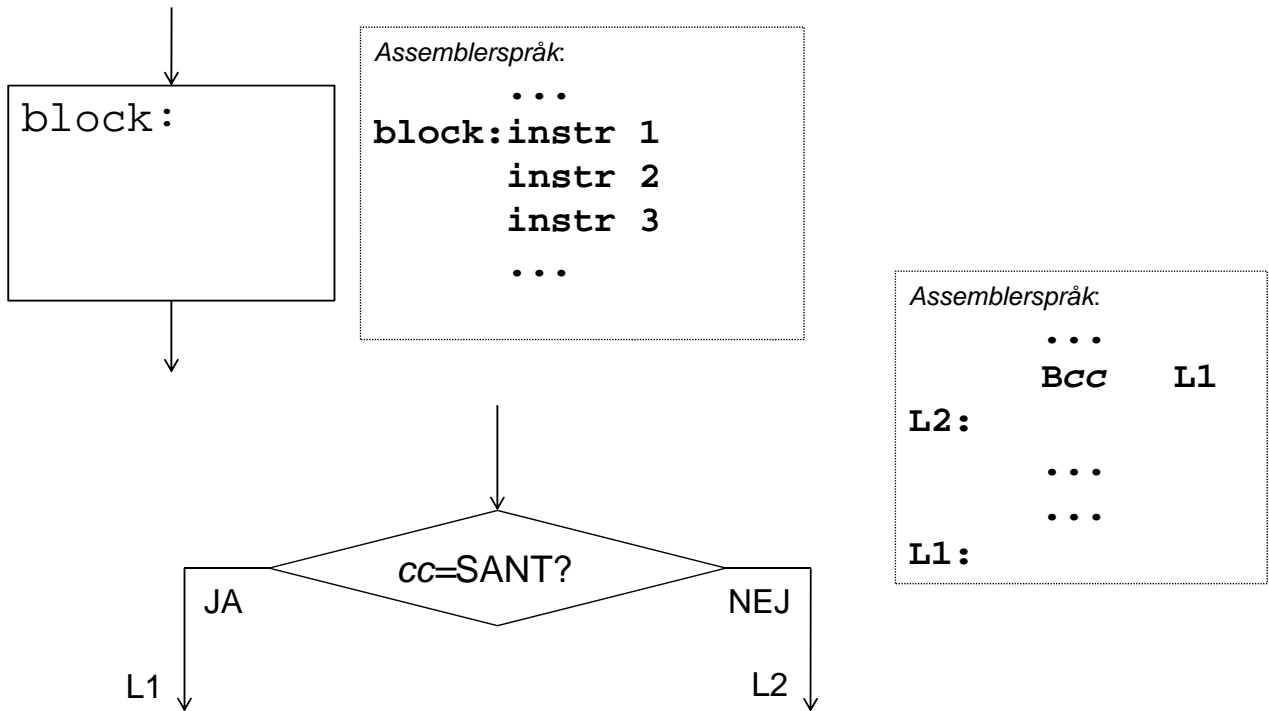 block:
Assemblerspråk:
...
block:instr 1
instr 2
instr 3
...
Assemblerspråk:
...
Bcc L1
L2:
...
...
L1:
cc=SANT?
JA
NEJ
L1
L2